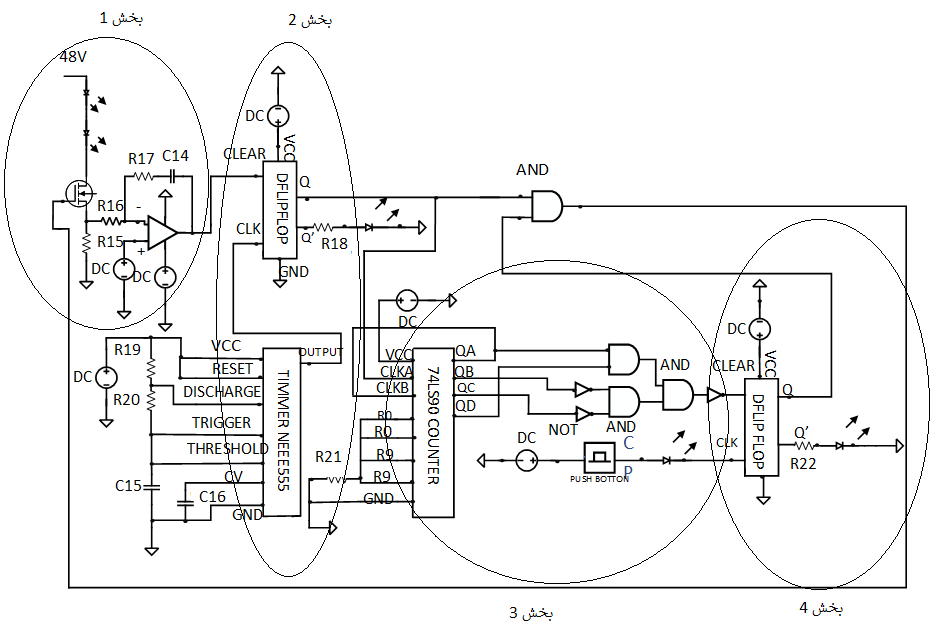 بخش 1
بخش 2
48V
R17
C14
R16
-
R15
+
DC
DC
DC
CLEAR
VCC
DFLIPFLOP
Q
CLK
Q’
R18
GND
AND
DC
R19
R20
DC
VCC
RESET
DISCHARGE
TRIGGER
THRESHOLD
CV
GND
OUTPUT
TIMMER NEEE555
C15
C16
R21
VCC
CLKA
CLKB
R0
R0
R9
R9
GND
74LS90 COUNTER
QA
QB
QC
QD
AND
AND
NOT
DC
C
P
PUSH BOTTON
DC
CLEAR
VCC
DFLIP FLOP
Q
CLK
Q’
R22
بخش 3
بخش 4